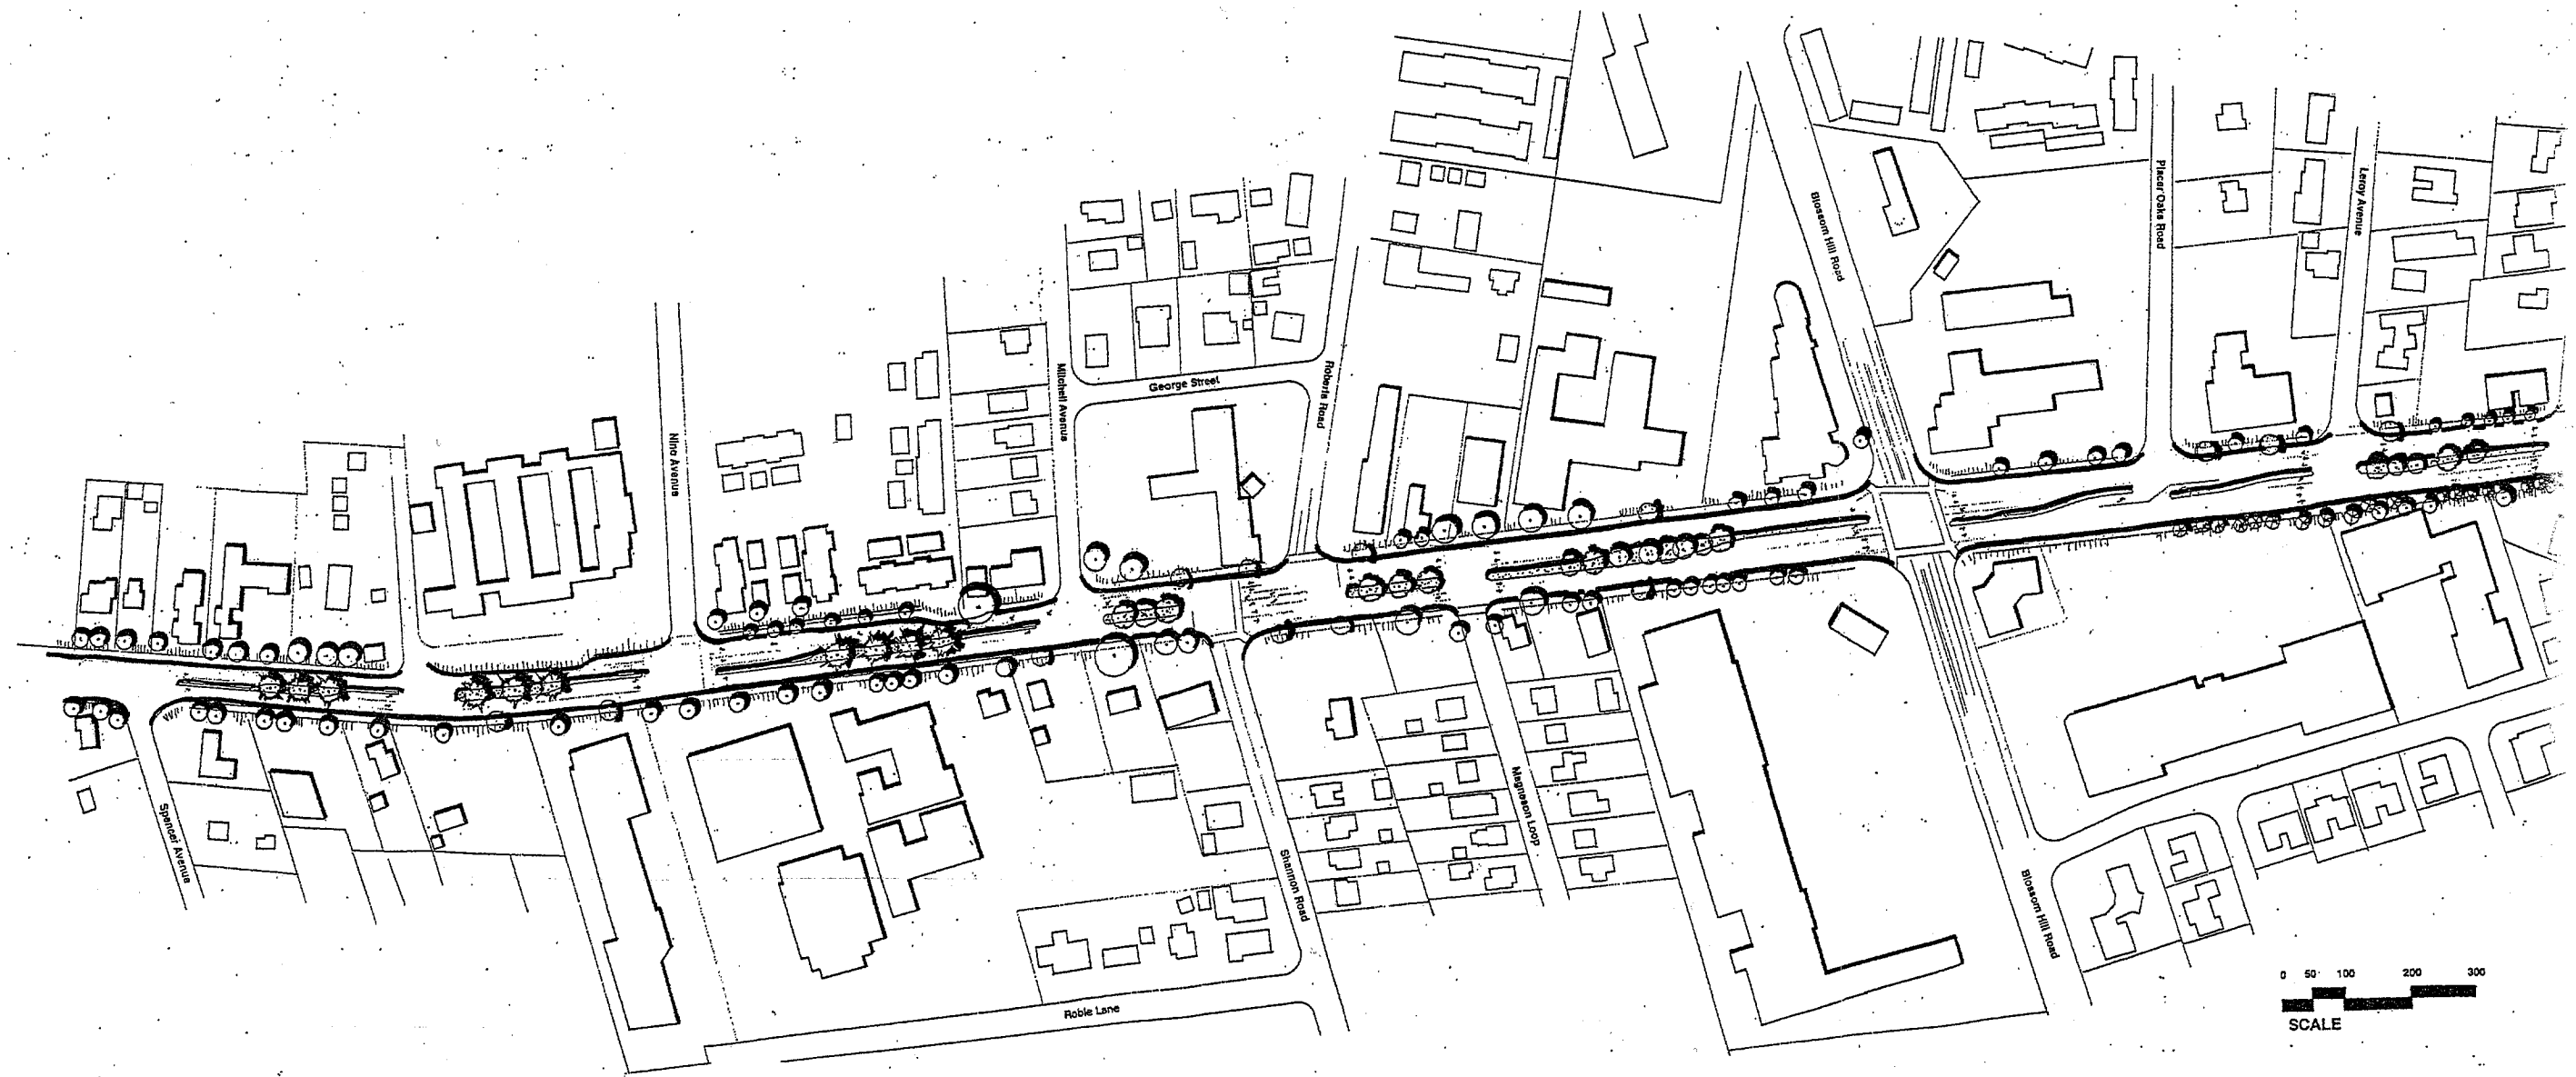 Blossom Hill Road
Placer Oaks Road
Leroy Avenue
Mitchell Avenue
George Street
Roberts Road
Nino Avenue
Spencer Avenue
Shannon Road
Magneson Loop
Blossom Hill Road
Roble Lane
0 50' 100 200 300
SCALE